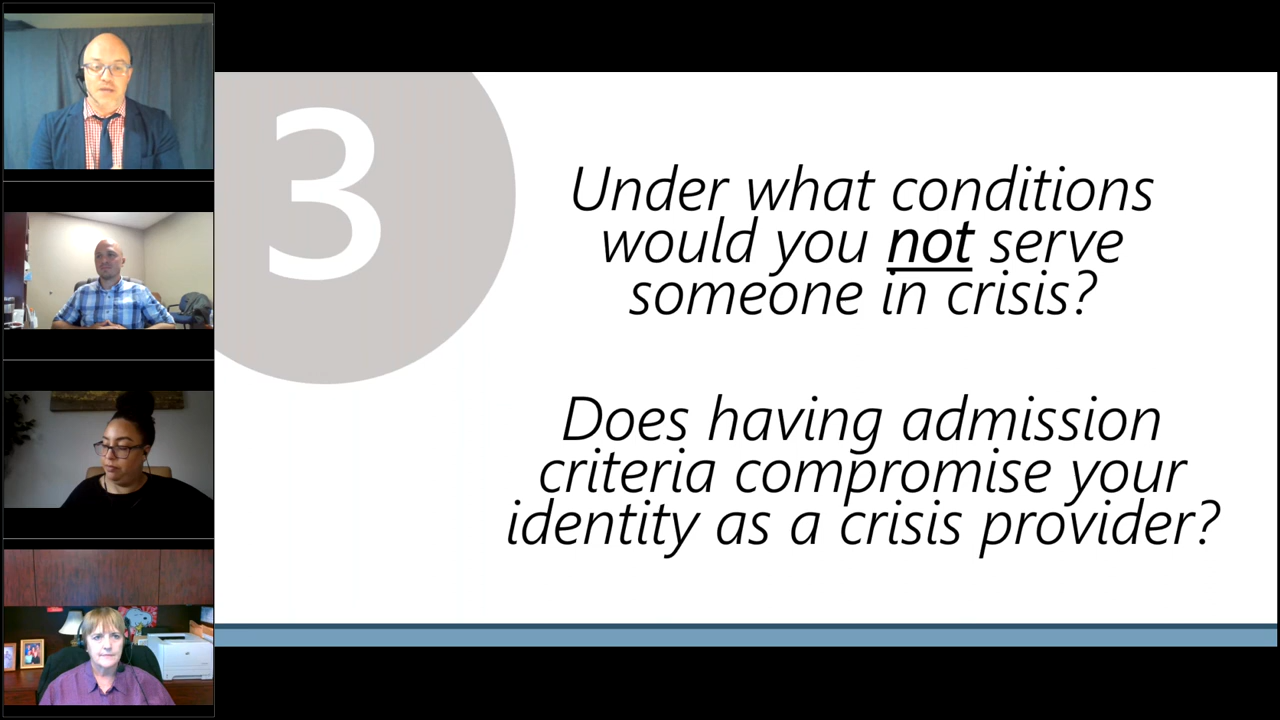 3
Under what conditions
would you not serve
someone in crisis?
Does having admission
criteria compromise your
identity as a crisis provider?